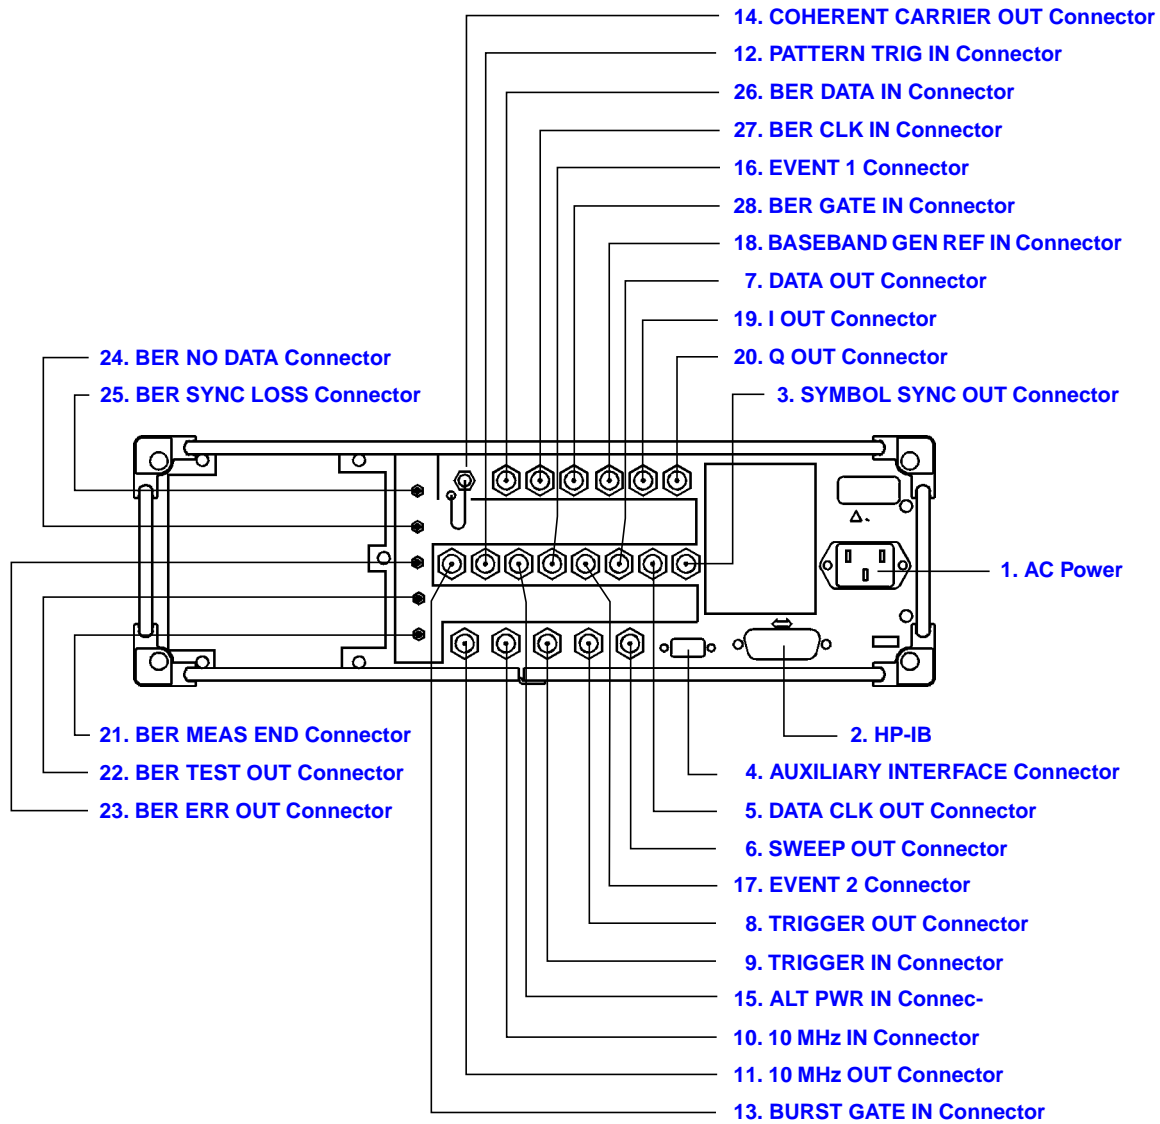 14. COHERENT CARRIER OUT Connector
12. PATTERN TRIG IN Connector
26. BER DATA IN Connector
27. BER CLK IN Connector
16. EVENT 1 Connector
28. BER GATE IN Connector
18. BASEBAND GEN REF IN Connector
7. DATA OUT Connector
19. I OUT Connector
20. Q OUT Connector
3. SYMBOL SYNC OUT Connector
24. BER NO DATA Connector
25. BER SYNC LOSS Connector
1. AC Power
21. BER MEAS END Connector
22. BER TEST OUT Connector
23. BER ERR OUT Connector
2. HP-IB
4. AUXILIARY INTERFACE Connector
5. DATA CLK OUT Connector
6. SWEEP OUT Connector
17. EVENT 2 Connector
8. TRIGGER OUT Connector
9. TRIGGER IN Connector
15. ALT PWR IN Connec-
10. 10 MHz IN Connector
11. 10 MHz OUT Connector
13. BURST GATE IN Connector